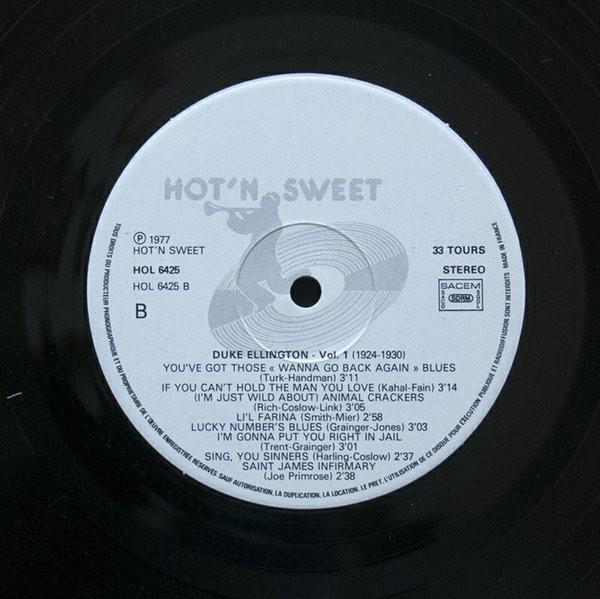 HOT'N SWEET
℗ 1977
HOT'N SWEET
HOL 6425
HOL 6425 B
B
33 TOURS
STEREO
SACEM
SACD
SDRM
SGDL
DUKE ELLINGTON - Vol. 1 (1924-1930)
YOU'VE GOT THOSE « WANNA GO BACK AGAIN » BLUES
(Turk-Handman) 3'11
IF YOU CAN'T HOLD THE MAN YOU LOVE (Kahal-Fain) 3'14
(I'M JUST WILD ABOUT) ANIMAL CRACKERS
(Rich-Coslow-Link) 3'05
LI'L FARINA (Smith-Mier) 2'58
LUCKY NUMBER'S BLUES (Grainger-Jones) 3'03
I'M GONNA PUT YOU RIGHT IN JAIL
(Trent-Grainger) 3'01
SING, YOU SINNERS (Harling-Coslow) 2'37
SAINT JAMES INFIRMARY
(Joe Primrose) 2'38
TOUS DROITS DU PRODUCTEUR PHONOGRAPHIQUE ET DU PROPRIETAIRE DE L'ŒUVRE ENREGISTRÉE RESERVES. SAUF AUTORISATION, LA DUPLICATION, LA LOCATION, LE PRET, L'UTILISATION DE CE DISQUE POUR EXECUTION PUBLIQUE ET RADIODIFFUSION SONT INTERDITS. MADE IN FRANCE